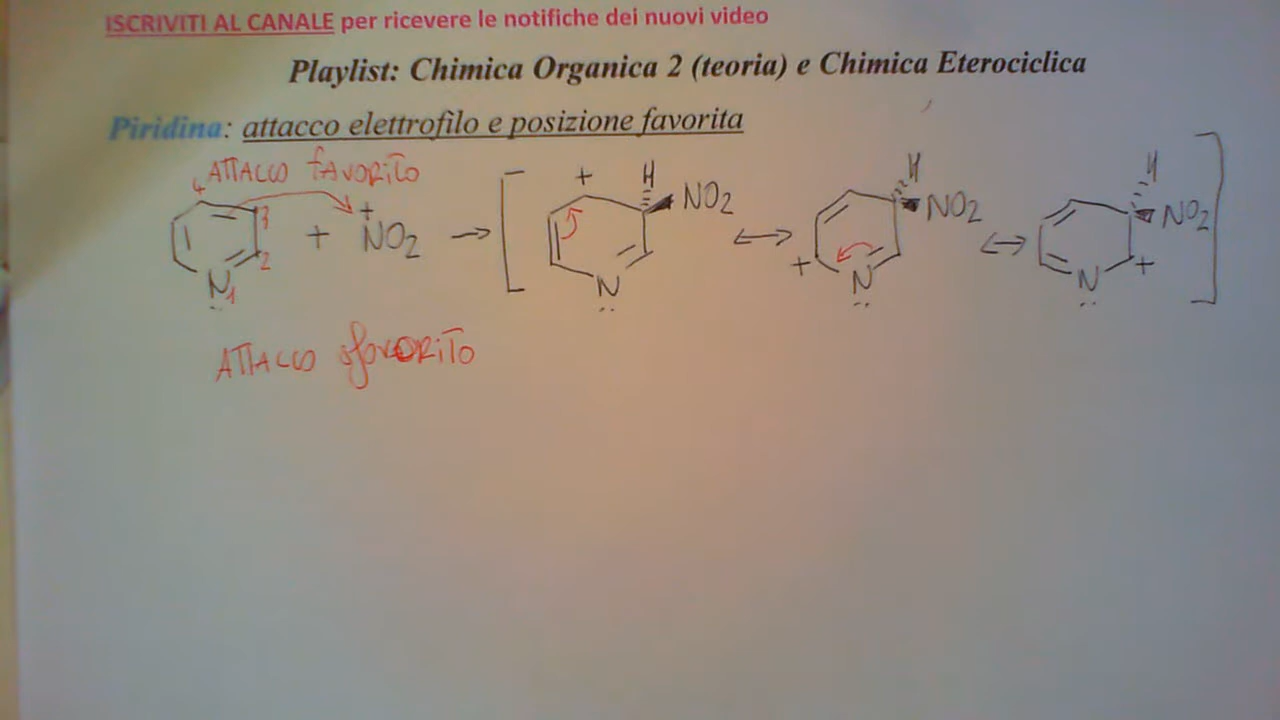 ISCRIVITI AL CANALE per ricevere le notifiche dei nuovi video
Playlist: Chimica Organica 2 (teoria) e Chimica Eterociclica
Piridina: attacco elettrofilo e posizione favorita
ATTACCO FAVORITO
4 3 2 N 1 + +NO2 → [ + H NO2 N ↔ H NO2 + N ↔ H NO2 + N ]
ATTACCO SFAVORITO